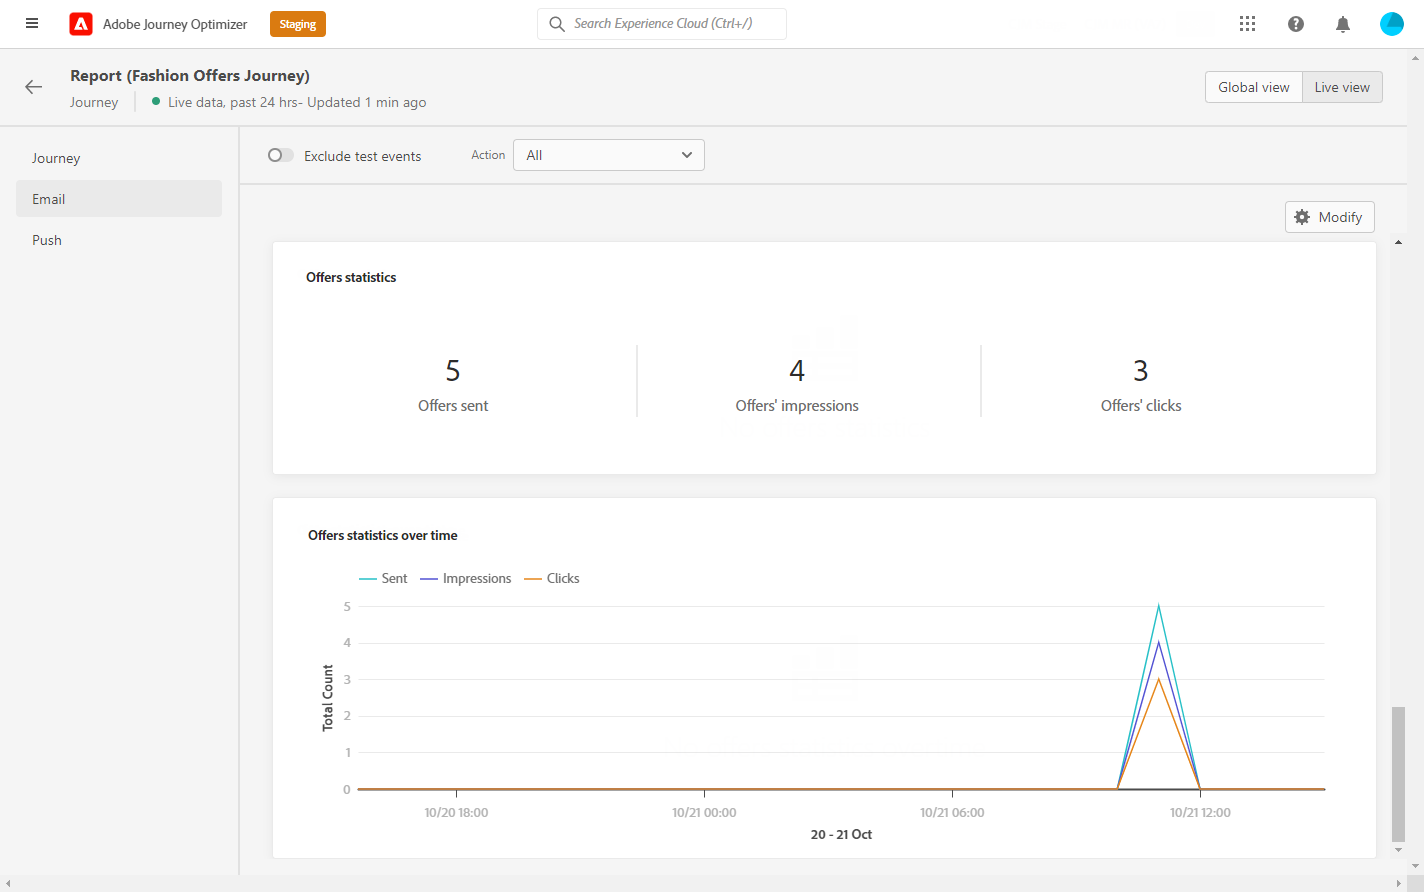 Adobe Journey Optimizer
Staging
Search Experience Cloud (Ctrl+/)
Report (Fashion Offers Journey)
Journey
Live data, past 24 hrs- Updated 1 min ago
Global view
Live view
Journey
Email
Push
Exclude test events
Action
All
Modify
Offers statistics
5
Offers sent
4
Offers' impressions
3
Offers' clicks
Offers statistics over time
Sent
Impressions
Clicks
Total Count
5
4
3
2
1
0
10/20 18:00
10/21 00:00
10/21 06:00
10/21 12:00
20 - 21 Oct